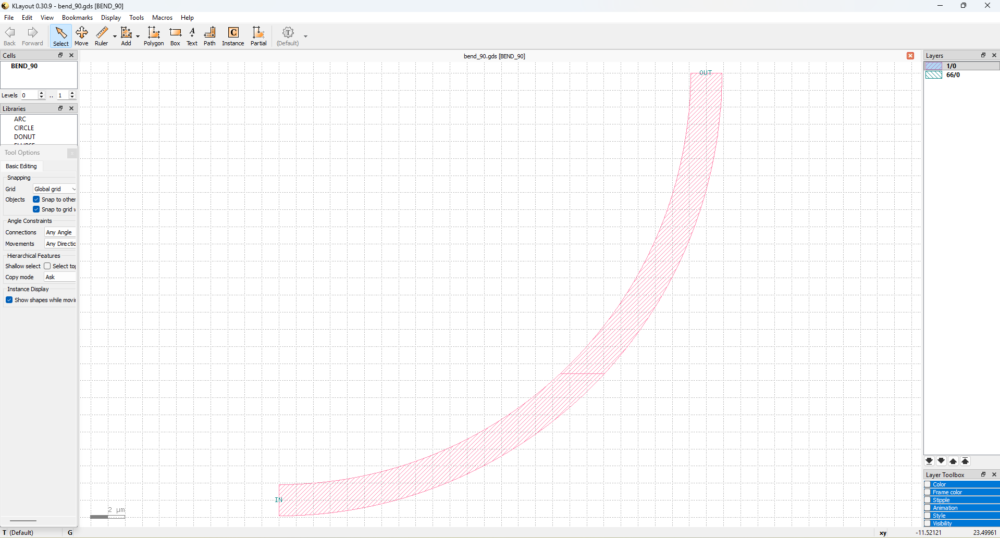 KLayout 0.30.9 - bend_90.gds [BEND_90]
File Edit View Bookmarks Display Tools Macros Help
Back Forward Select Move Ruler Add Polygon Box Text Path Instance Partial (Default)
Cells
BEND_90
Levels 0 .. 1
Libraries
ARC
CIRCLE
DONUT
Tool Options
Basic Editing
Snapping
Grid Global grid
Objects Snap to other
Snap to grid
Angle Constraints
Connections Any Angle
Movements Any Directio
Hierarchical Features
Shallow select Select to
Copy mode Ask
Instance Display
Show shapes while movi
bend_90.gds [BEND_90]
OUT
IN
2 μm
Layers
1/0
66/0
Layer Toolbox
Color
Frame color
Stipple
Animation
Style
Visibility
T (Default) G xy -11.52121 23.49961